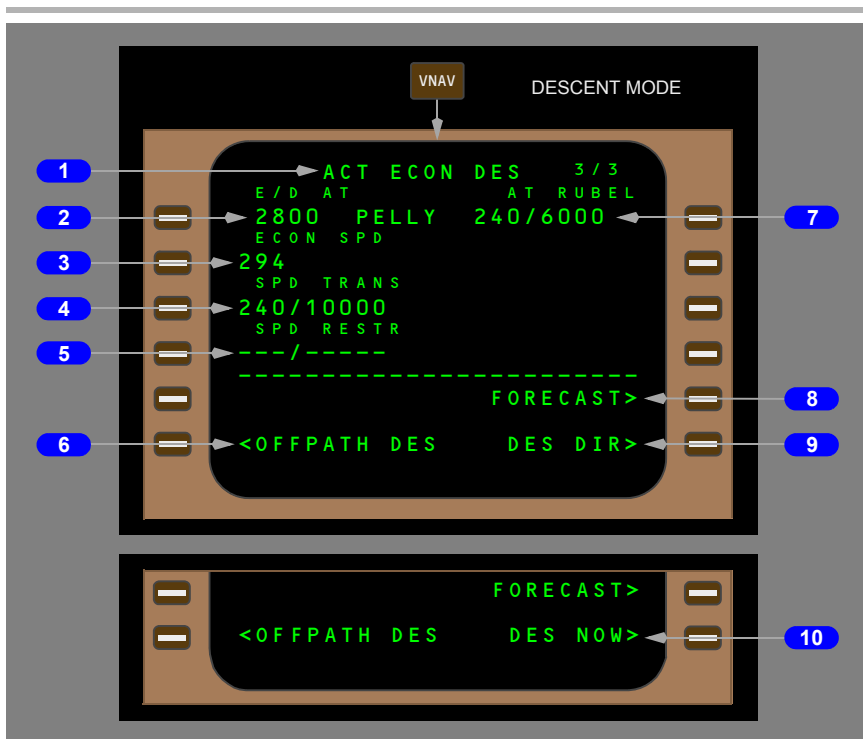 VNAV DESCENT MODE
1 ACT ECON DES 3/3
E/D AT AT RUBEL
2 2800 PELLY 240/6000 7
ECON SPD
3 294
SPD TRANS
4 240/10000
SPD RESTR
5 ---/-----
------------------------
FORECAST> 8
6 <OFFPATH DES DES DIR> 9
FORECAST>
<OFFPATH DES DES NOW> 10